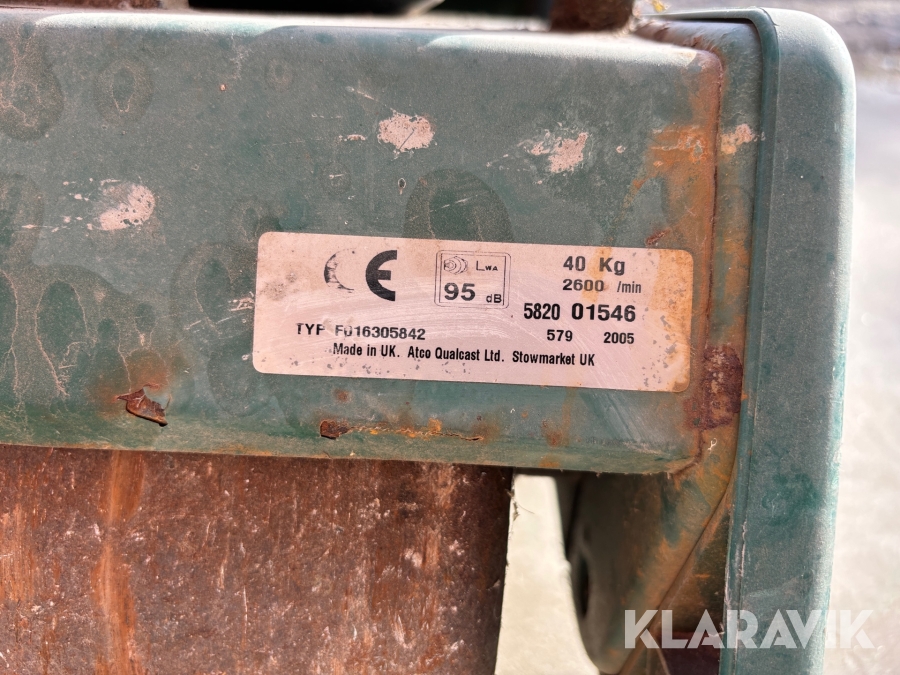 CE LWA 40 Kg
95 dB 2600 /min
5820 01546
TYP F016305842 579 2005
Made in UK. Atco Qualcast Ltd. Stowmarket UK
KLARAVIK